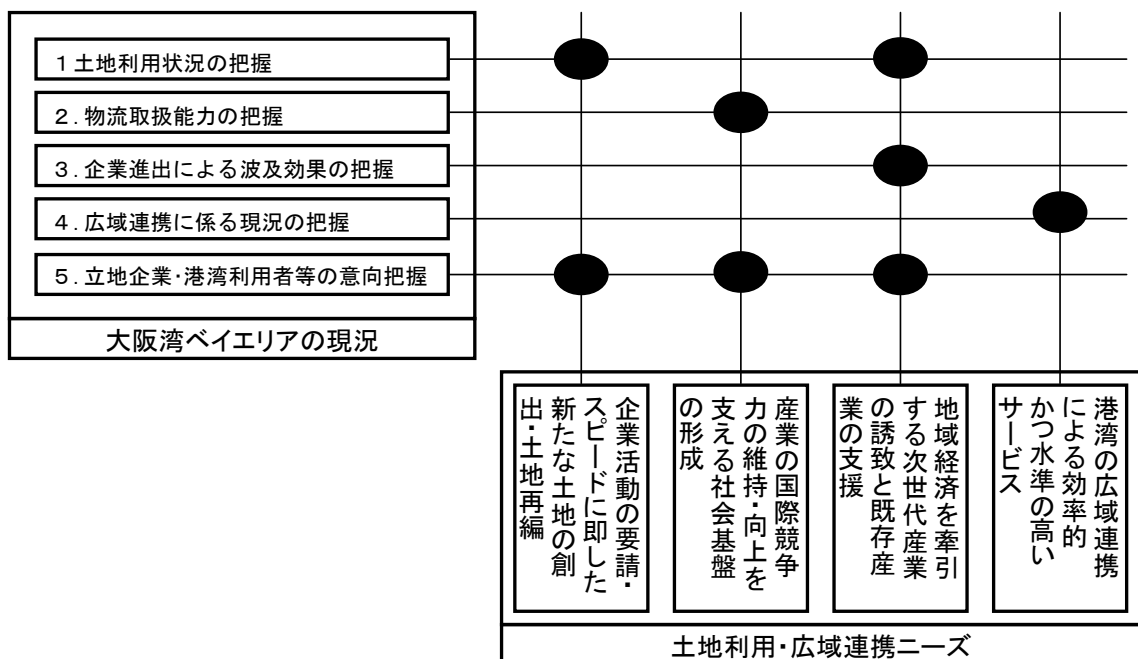 1 土地利用状況の把握
2.物流取扱能力の把握
3.企業進出による波及効果の把握
4.広域連携に係る現況の把握
5.立地企業･港湾利用者等の意向把握
大阪湾ベイエリアの現況
企業活動の要請･
スピードに即した
新たな土地の創
出･土地再編
産業の国際競争
力の維持･向上を
支える社会基盤
の形成
地域経済を牽引
する次世代産業
の誘致と既存産
業の支援
港湾の広域連携
による効率的
かつ水準の高い
サービス
土地利用･広域連携ニーズ